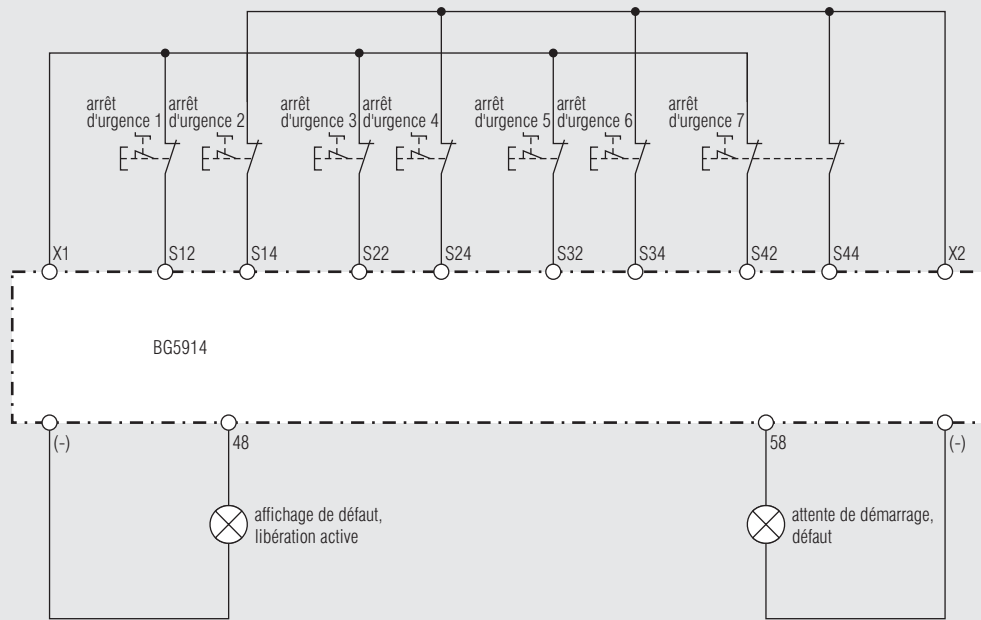 arrêt
d'urgence 1
arrêt
d'urgence 2
arrêt
d'urgence 3
arrêt
d'urgence 4
arrêt
d'urgence 5
arrêt
d'urgence 6
arrêt
d'urgence 7
X1
S12
S14
S22
S24
S32
S34
S42
S44
X2
BG5914
(-)
48
58
(-)
affichage de défaut,
libération active
attente de démarrage,
défaut